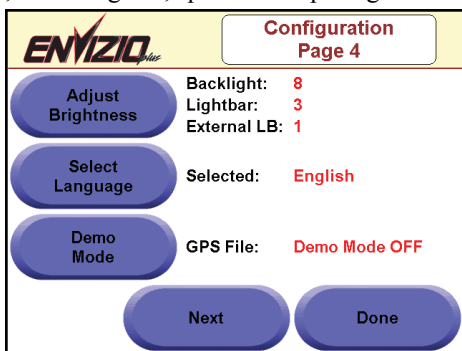 ENVIZIO plus
Configuration
Page 4
Adjust
Brightness
Backlight: 8
Lightbar: 3
External LB: 1
Select
Language
Selected: English
Demo
Mode
GPS File: Demo Mode OFF
Next
Done